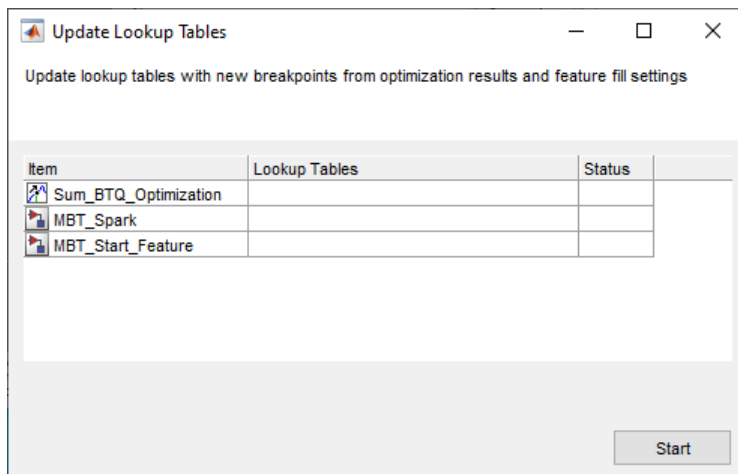 Update Lookup Tables
Update lookup tables with new breakpoints from optimization results and feature fill settings
Item Lookup Tables Status
Sum_BTQ_Optimization
MBT_Spark
MBT_Start_Feature
Start